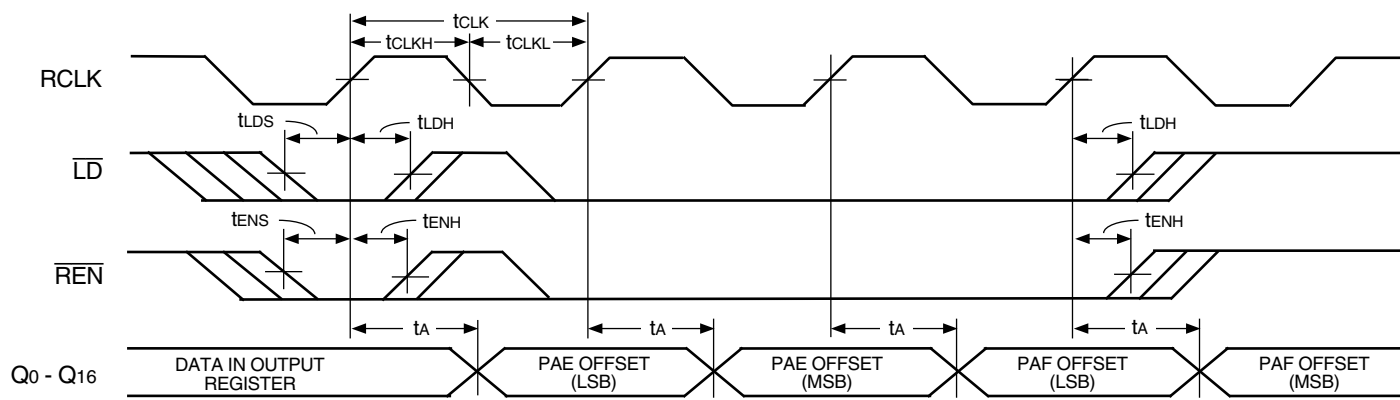 tCLK
tCLKH tCLKL
RCLK
tLDS tLDH tLDH
LD
tENS tENH tENH
REN
tA tA tA tA
Q0 - Q16
DATA IN OUTPUT
REGISTER
PAE OFFSET
(LSB)
PAE OFFSET
(MSB)
PAF OFFSET
(LSB)
PAF OFFSET
(MSB)